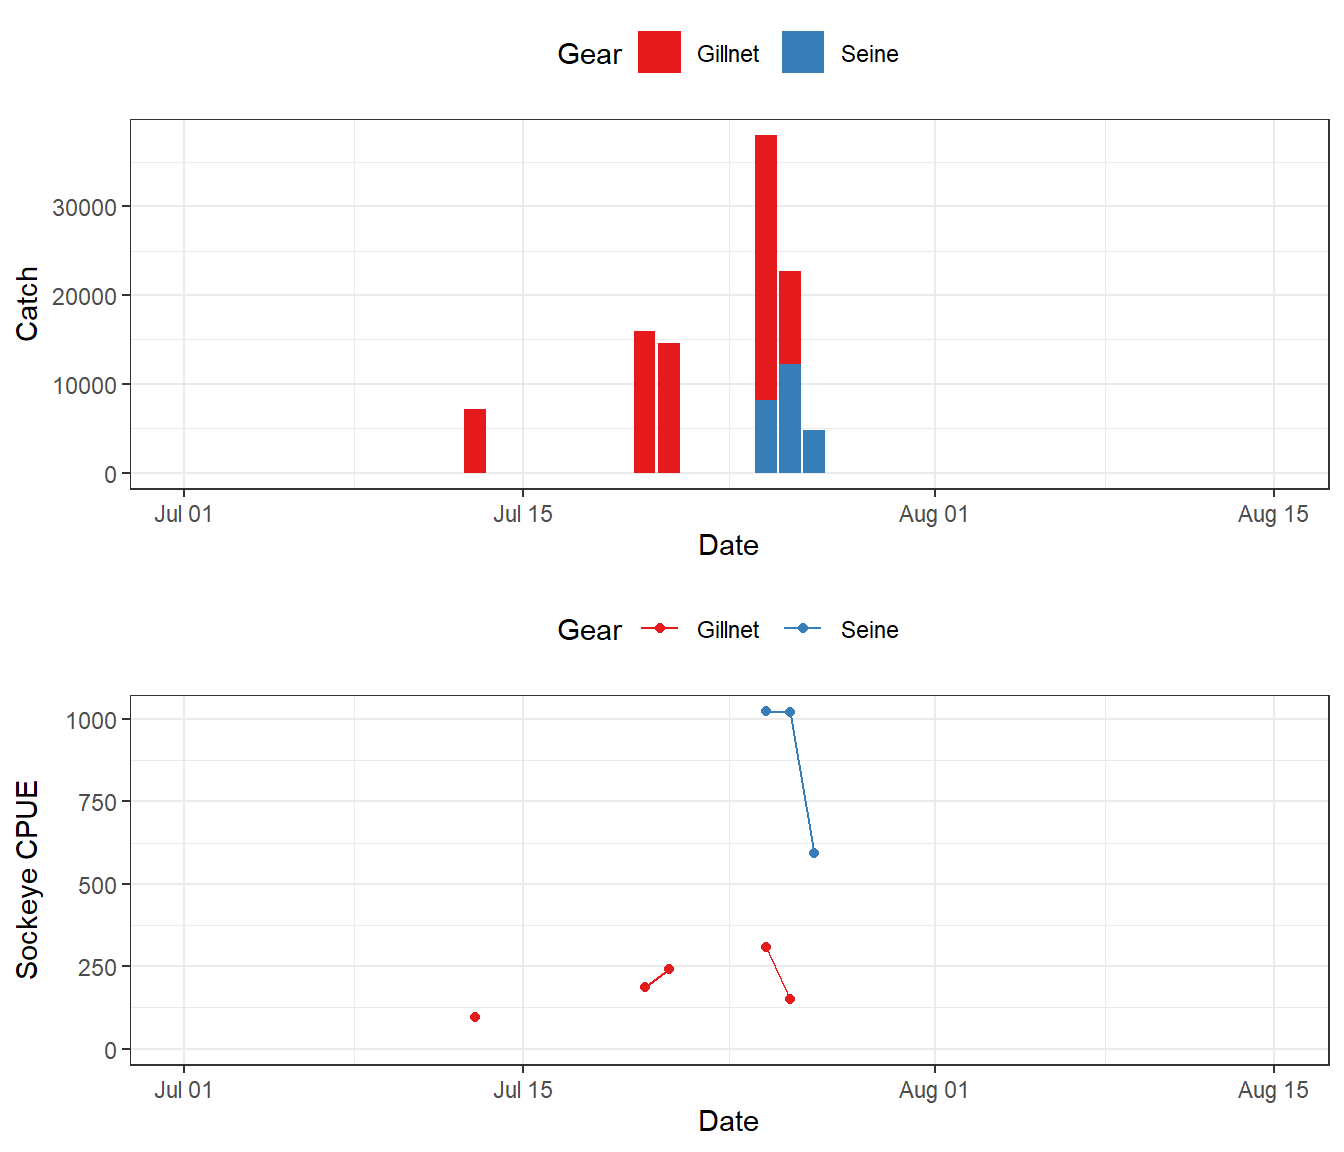 Gear Gillnet Seine
Catch
30000
20000
10000
0
Jul 01 Jul 15 Aug 01 Aug 15
Date
Gear Gillnet Seine
Sockeye CPUE
1000
750
500
250
0
Jul 01 Jul 15 Aug 01 Aug 15
Date